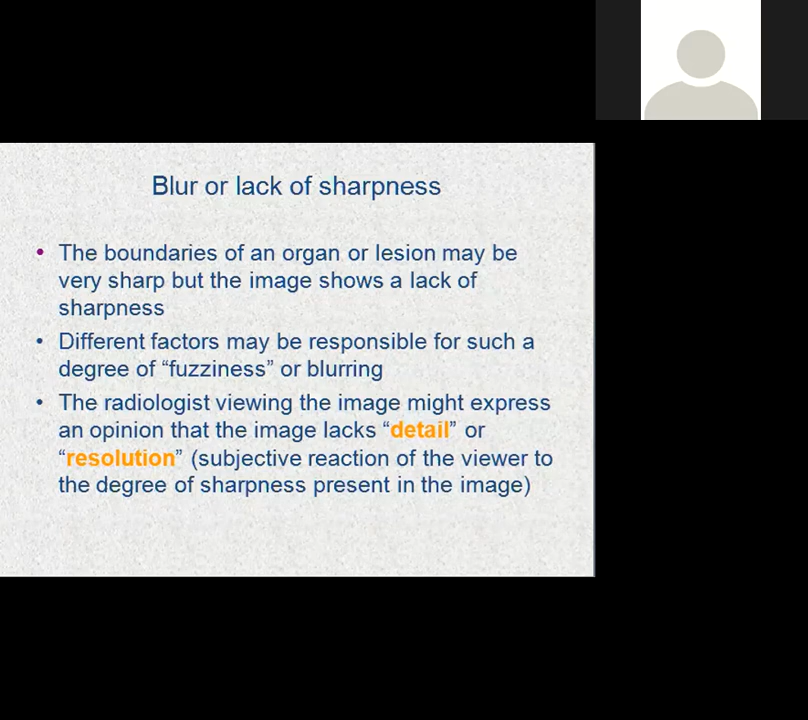 Blur or lack of sharpness
• The boundaries of an organ or lesion may be
very sharp but the image shows a lack of
sharpness
• Different factors may be responsible for such a
degree of “fuzziness” or blurring
• The radiologist viewing the image might express
an opinion that the image lacks “detail” or
“resolution” (subjective reaction of the viewer to
the degree of sharpness present in the image)